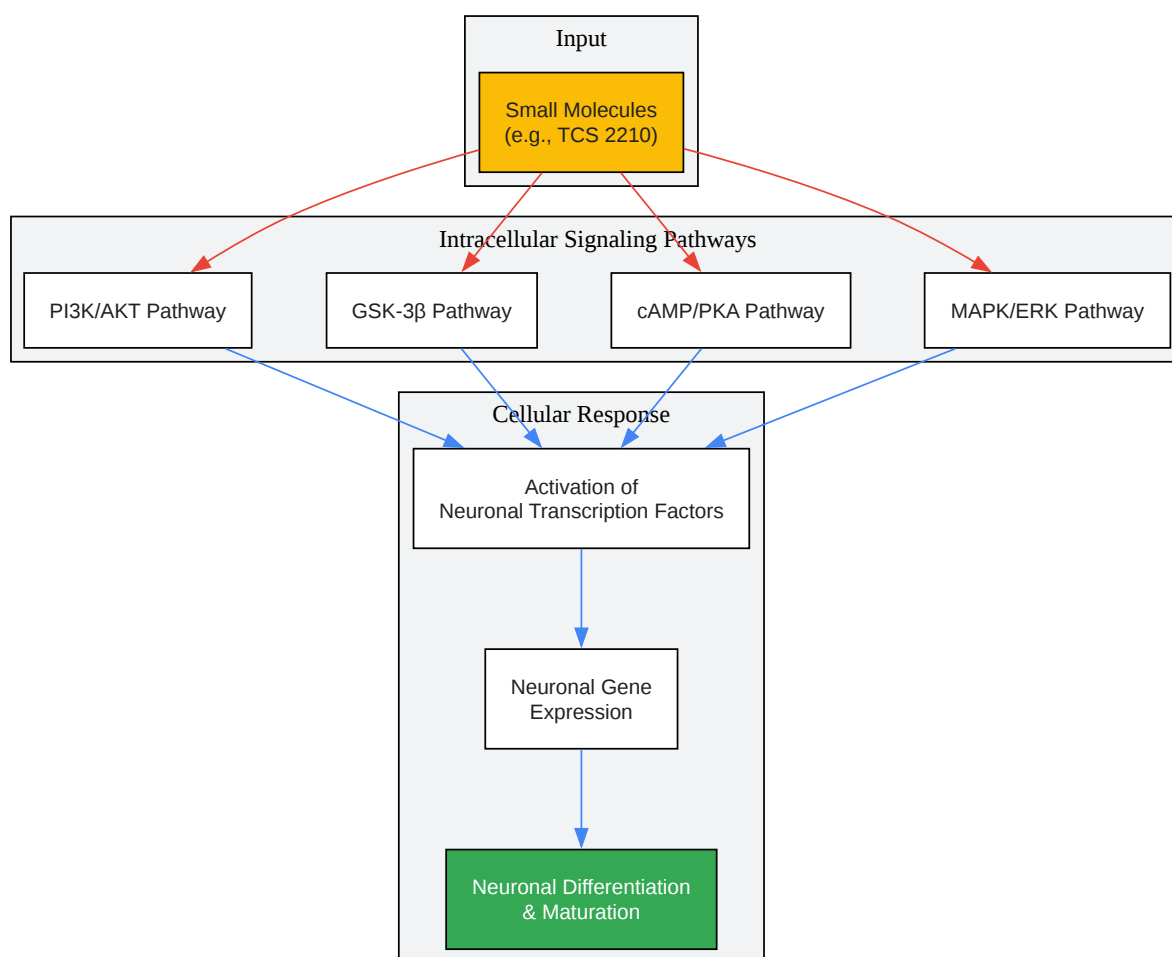 Input
Small Molecules
(e.g., TCS 2210)
Intracellular Signaling Pathways
PI3K/AKT Pathway
GSK-3β Pathway
cAMP/PKA Pathway
MAPK/ERK Pathway
Cellular Response
Activation of
Neuronal Transcription Factors
Neuronal Gene
Expression
Neuronal Differentiation
& Maturation